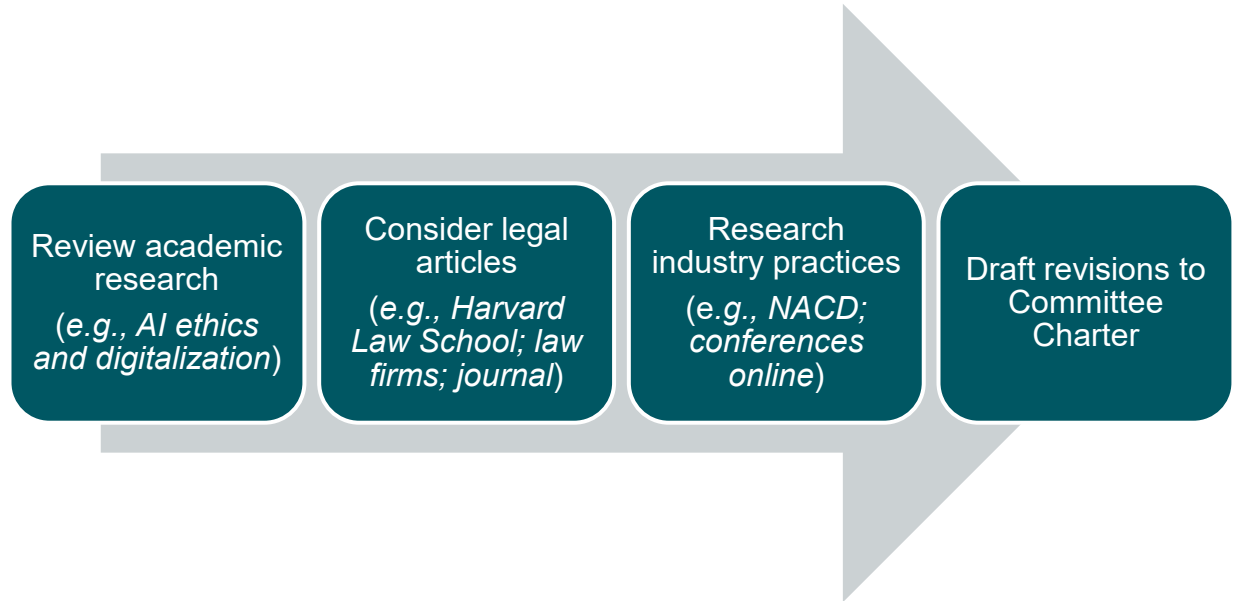 Review academic
research
(e.g., AI ethics
and digitalization)
Consider legal
articles
(e.g., Harvard
Law School; law
firms; journal)
Research
industry practices
(e.g., NACD;
conferences
online)
Draft revisions to
Committee
Charter